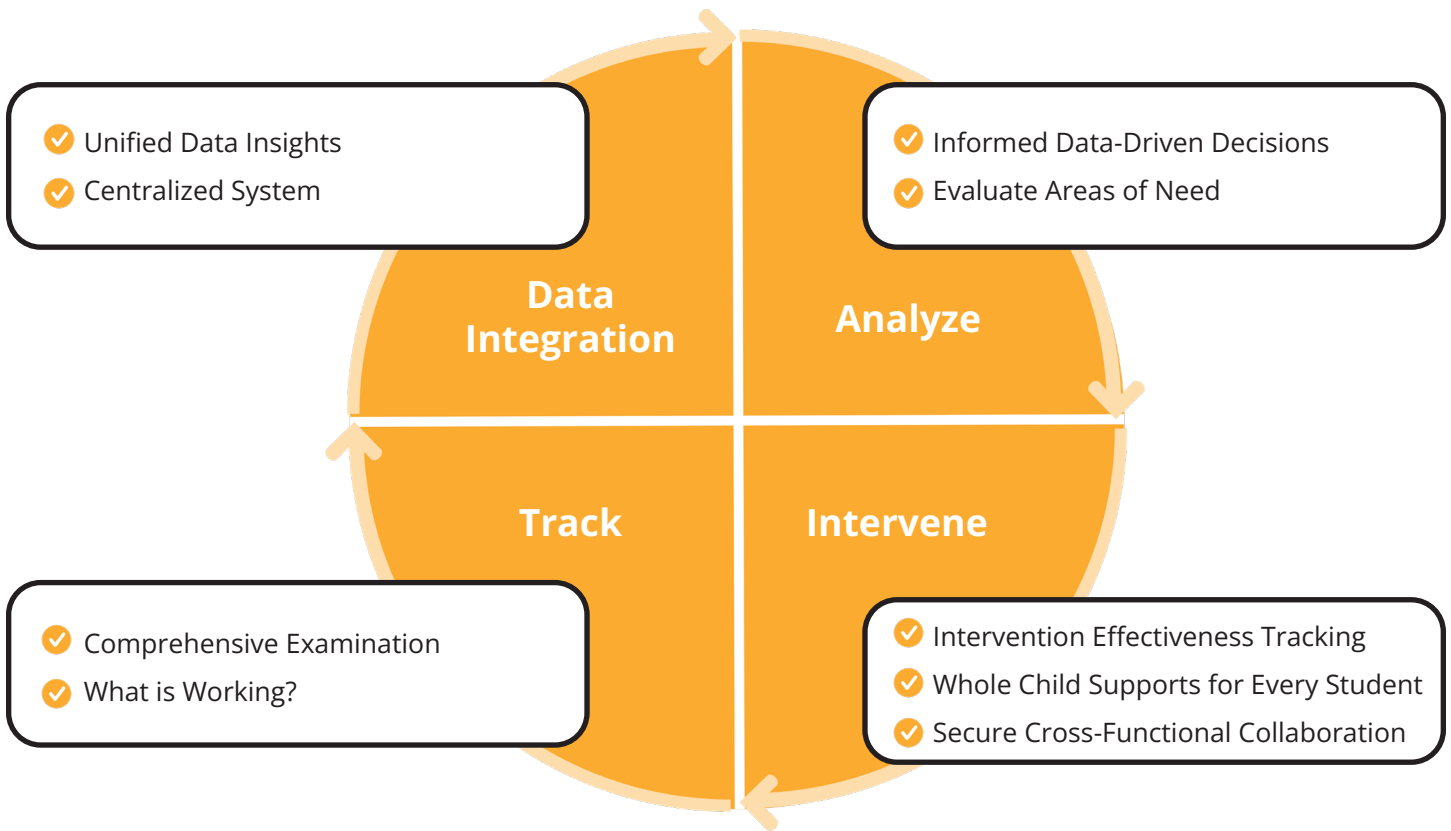 Unified Data Insights
Centralized System
Informed Data-Driven Decisions
Evaluate Areas of Need
Data
Integration
Analyze
Track
Intervene
Comprehensive Examination
What is Working?
Intervention Effectiveness Tracking
Whole Child Supports for Every Student
Secure Cross-Functional Collaboration